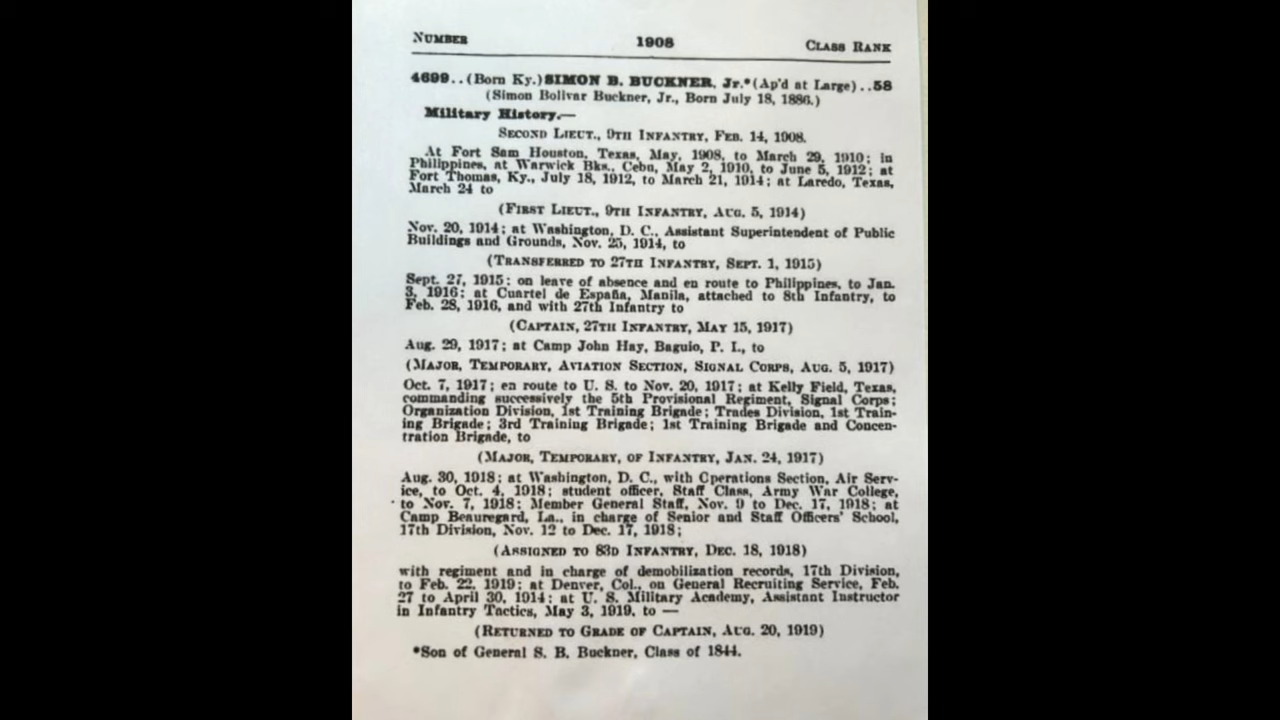 NUMBER 1908 CLASS RANK
4699..(Born Ky.)SIMON B. BUCKNER, Jr.*(Ap'd at Large)..58
(Simon Bolivar Buckner, Jr., Born July 18, 1886.)
Military History.—
SECOND LIEUT., 9TH INFANTRY, FEB. 14, 1908.
At Fort Sam Houston, Texas, May, 1908, to March 29, 1910; in
Philippines, at Warwick Bks., Cebu, May 2, 1910, to June 5, 1912; at
Fort Thomas, Ky., July 18, 1912, to March 21, 1914; at Laredo, Texas,
March 24 to
(FIRST LIEUT., 9TH INFANTRY, AUG. 5, 1914)
Nov. 20, 1914; at Washington, D. C., Assistant Superintendent of Public
Buildings and Grounds, Nov. 25, 1914, to
(TRANSFERRED TO 27TH INFANTRY, SEPT. 1, 1915)
Sept. 27, 1915; on leave of absence and en route to Philippines, to Jan.
3, 1916; at Cuartel de España, Manila, attached to 8th Infantry, to
Feb. 28, 1916, and with 27th Infantry to
(CAPTAIN, 27TH INFANTRY, MAY 15, 1917)
Aug. 29, 1917; at Camp John Hay, Baguio, P. I., to
(MAJOR, TEMPORARY, AVIATION SECTION, SIGNAL CORPS, AUG. 5, 1917)
Oct. 7, 1917; en route to U. S. to Nov. 20, 1917; at Kelly Field, Texas,
commanding successively the 5th Provisional Regiment, Signal Corps;
Organization Division, 1st Training Brigade; Trades Division, 1st Train-
ing Brigade; 3rd Training Brigade; 1st Training Brigade and Concen-
tration Brigade, to
(MAJOR, TEMPORARY, OF INFANTRY, JAN. 24, 1917)
Aug. 30, 1918; at Washington, D. C., with Operations Section, Air Serv-
ice, to Oct. 4, 1918; student officer, Staff Class, Army War College,
to Nov. 7, 1918; Member General Staff, Nov. 9 to Dec. 17, 1918; at
Camp Beauregard, La., in charge of Senior and Staff Officers' School,
17th Division, Nov. 12 to Dec. 17, 1918;
(ASSIGNED TO 83D INFANTRY, DEC. 18, 1918)
with regiment and in charge of demobilization records, 17th Division,
to Feb. 22, 1919; at Denver, Col., on General Recruiting Service, Feb.
27 to April 30, 1914; at U. S. Military Academy, Assistant Instructor
in Infantry Tactics, May 3, 1919, to —
(RETURNED TO GRADE OF CAPTAIN, AUG. 20, 1919)
*Son of General S. B. Buckner, Class of 1844.